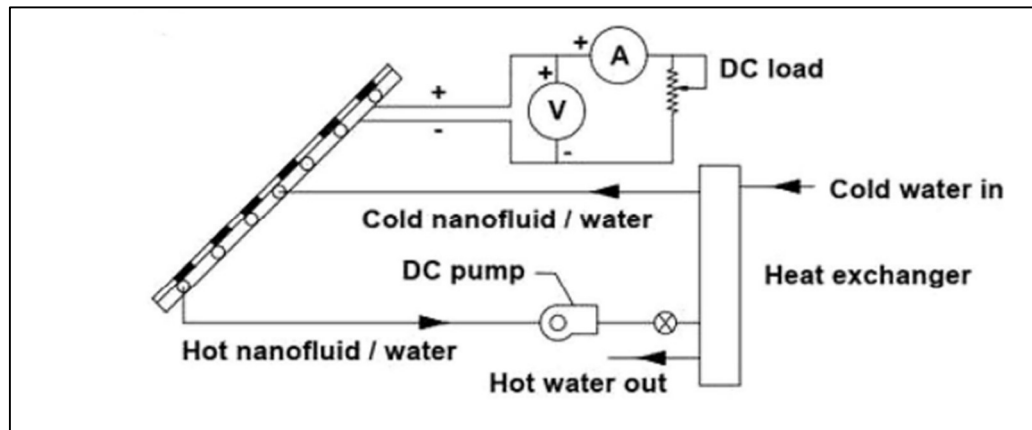 +
A
DC load
+
+
V
-
-
Cold water in
Cold nanofluid / water
DC pump
Heat exchanger
Hot nanofluid / water
Hot water out